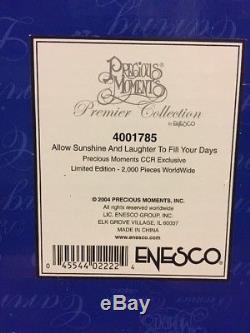 PRECIOUS
MOMENTS
Premier Collection
by ENESCO
4001785
Allow Sunshine And Laughter To Fill Your Days
Precious Moments CCR Exclusive
Limited Edition - 2,000 Pieces WorldWide
© 2004 PRECIOUS MOMENTS, INC.
All rights reserved worldwide
LIC. ENESCO GROUP, INC.
ELK GROVE VILLAGE, IL 60007
www.enesco.com
MADE IN CHINA
0 45544 02222 4
ENESCO